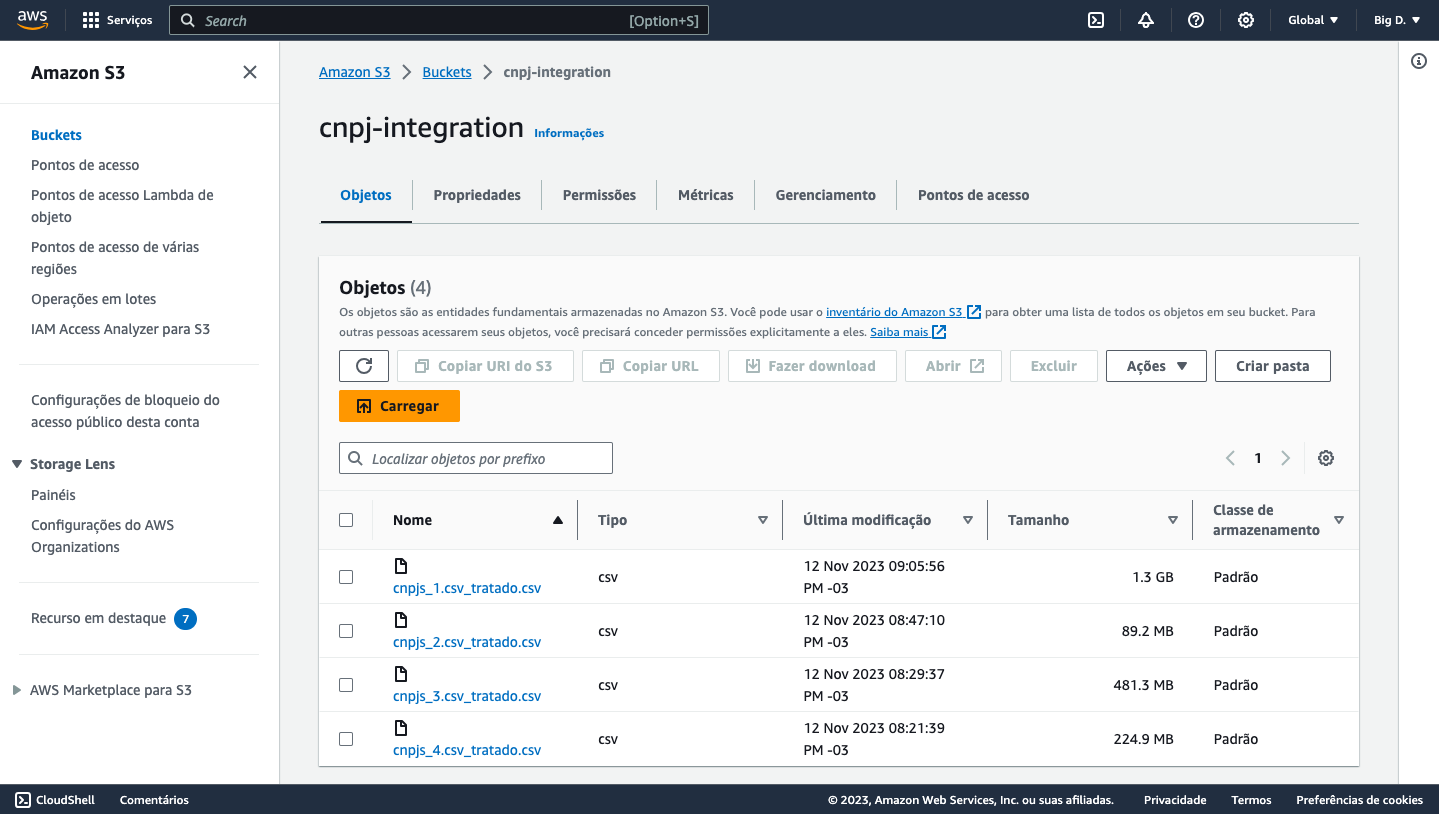 aws
Serviços
Search
[Option+S]
Global
Big D.
Amazon S3
Buckets
Pontos de acesso
Pontos de acesso Lambda de
objeto
Pontos de acesso de várias
regiões
Operações em lotes
IAM Access Analyzer para S3
Configurações de bloqueio do
acesso público desta conta
Storage Lens
Painéis
Configurações do AWS
Organizations
Recurso em destaque 7
AWS Marketplace para S3
Amazon S3 Buckets cnpj-integration
cnpj-integration Informações
Objetos Propriedades Permissões Métricas Gerenciamento Pontos de acesso
Objetos (4)
Os objetos são as entidades fundamentais armazenadas no Amazon S3. Você pode usar o inventário do Amazon S3 para obter uma lista de todos os objetos em seu bucket. Para
outras pessoas acessarem seus objetos, você precisará conceder permissões explicitamente a eles. Saiba mais
Copiar URI do S3 Copiar URL Fazer download Abrir Excluir Ações Criar pasta
Carregar
Localizar objetos por prefixo
1
Nome Tipo Última modificação Tamanho Classe de
armazenamento
cnpjs_1.csv_tratado.csv csv 12 Nov 2023 09:05:56
PM -03 1.3 GB Padrão
cnpjs_2.csv_tratado.csv csv 12 Nov 2023 08:47:10
PM -03 89.2 MB Padrão
cnpjs_3.csv_tratado.csv csv 12 Nov 2023 08:29:37
PM -03 481.3 MB Padrão
cnpjs_4.csv_tratado.csv csv 12 Nov 2023 08:21:39
PM -03 224.9 MB Padrão
CloudShell Comentários © 2023, Amazon Web Services, Inc. ou suas afiliadas. Privacidade Termos Preferências de cookies